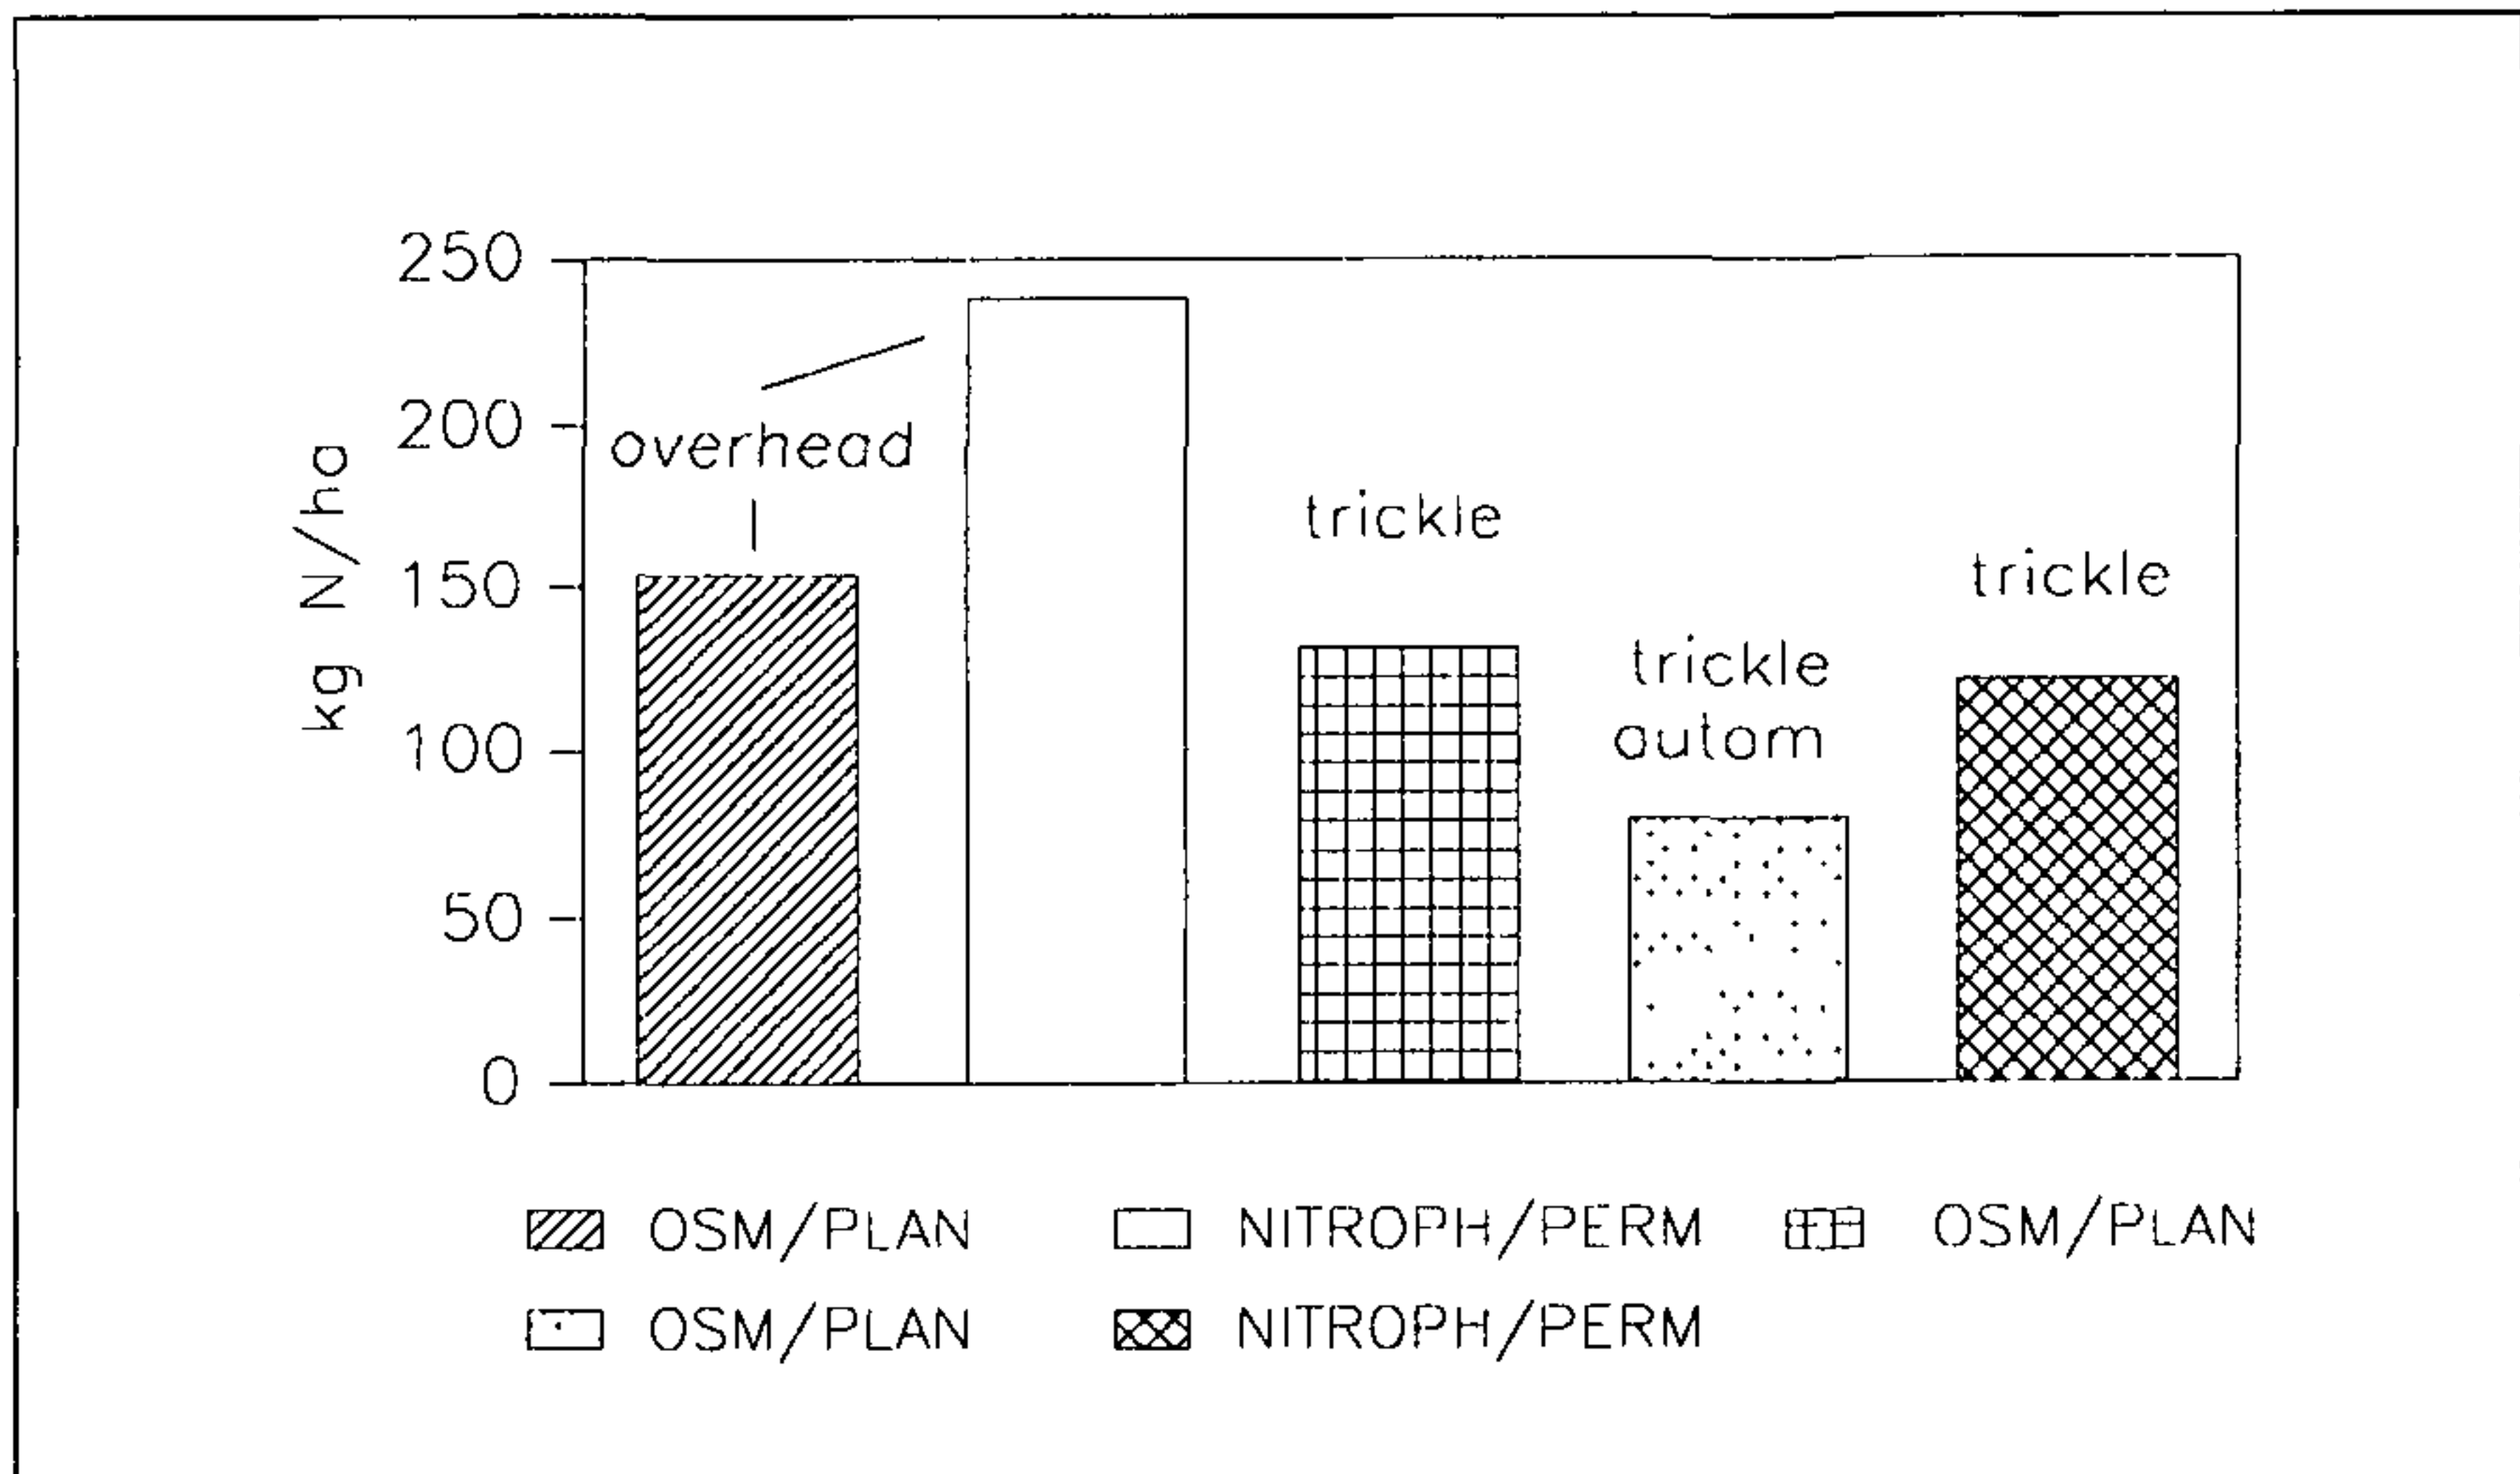 250
200
150
100
50
0
kg N/ha
overhead
trickle
trickle
autom
trickle
OSM/PLAN
NITROPH/PERM
OSM/PLAN
OSM/PLAN
NITROPH/PERM